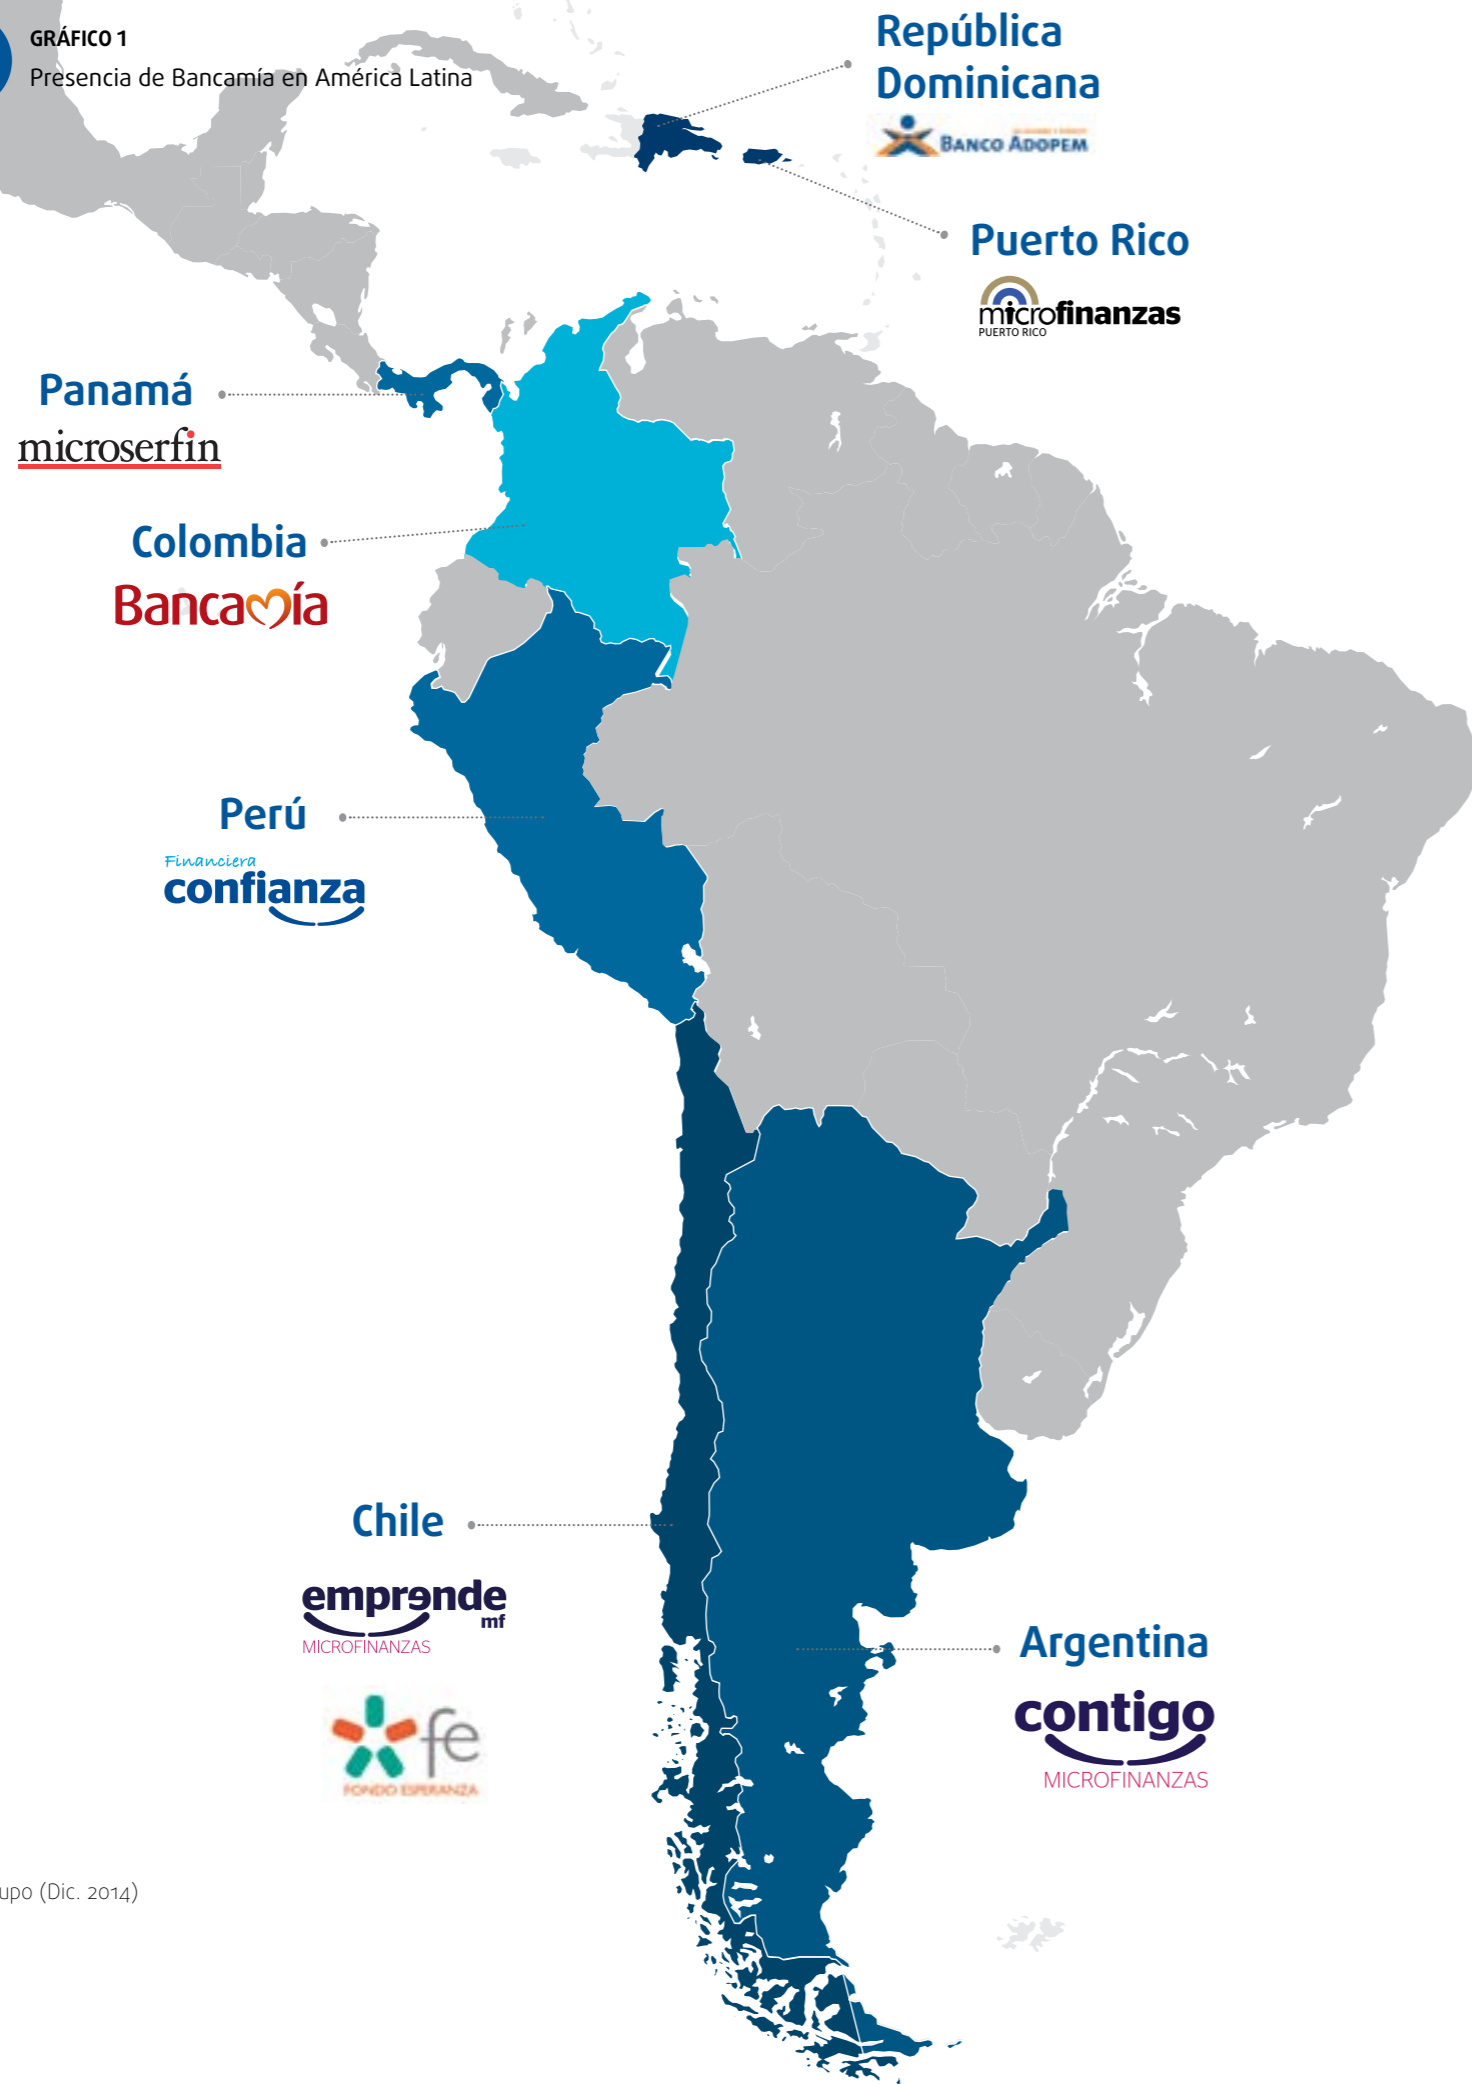 GRÁFICO 1
Presencia de Bancamía en América Latina
República
Dominicana
BANCO ADOPEM
Puerto Rico
microfinanzas
PUERTO RICO
Panamá
microserfin
Colombia
Bancamía
Perú
Financiera
confianza
Chile
emprende
mf
MICROFINANZAS
fe
FONDO ESPERANZA
Argentina
contigo
MICROFINANZAS
upo (Dic. 2014)